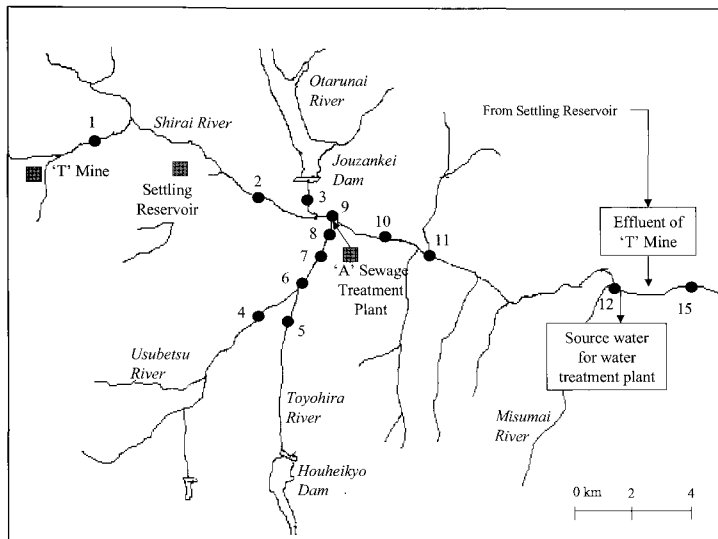 Otarunai
River
Shirai River
From Settling Reservoir
1
'T' Mine
Settling
Reservoir
Jouzankei
Dam
2
3
9
10
11
Effluent of
'T' Mine
8
7
'A' Sewage
Treatment
Plant
6
4
5
12
15
Source water
for water
treatment plant
Usubetsu
River
Toyohira
River
Misumai
River
Houheikyo
Dam
0 km 2 4